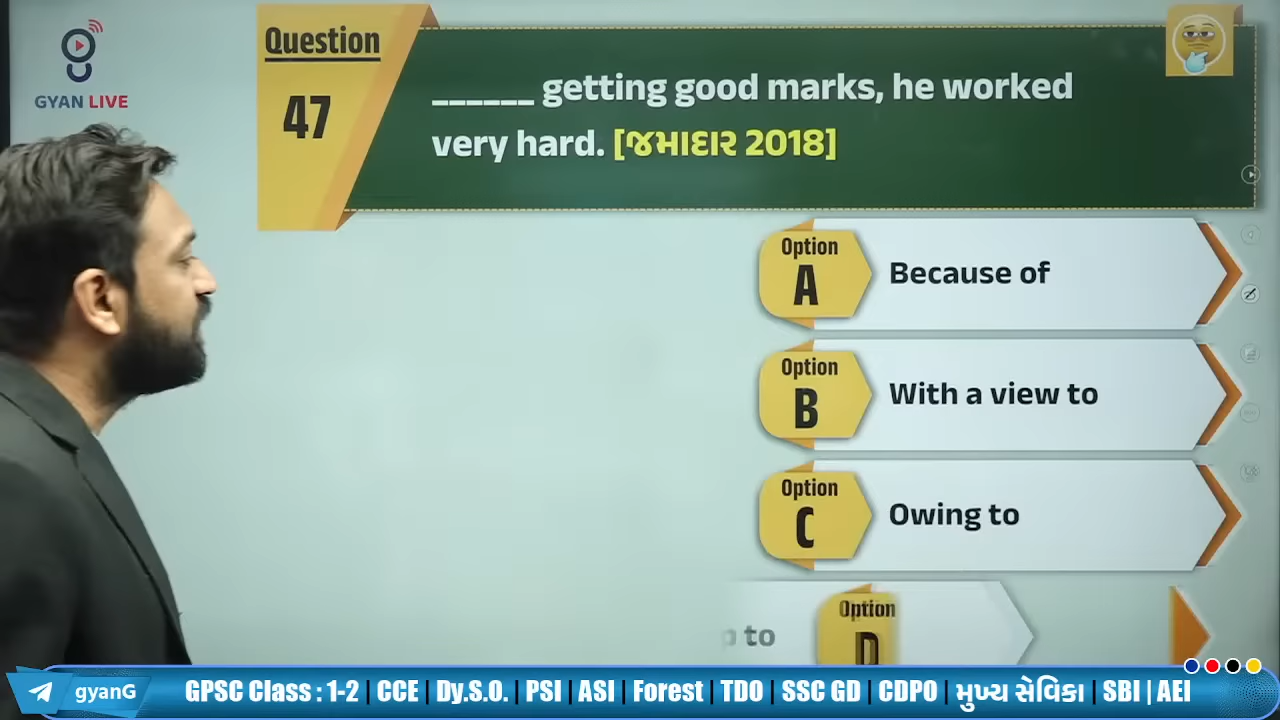 GYAN LIVE
Question
47
______ getting good marks, he worked
very hard. [જમાદાર 2018]
Option
A
Because of
Option
B
With a view to
Option
C
Owing to
to
Option
D
gyanG
GPSC Class : 1-2 | CCE | Dy.S.O. | PSI | ASI | Forest | TDO | SSC GD | CDPO | મુખ્ય સેવિકા | SBI | AEI